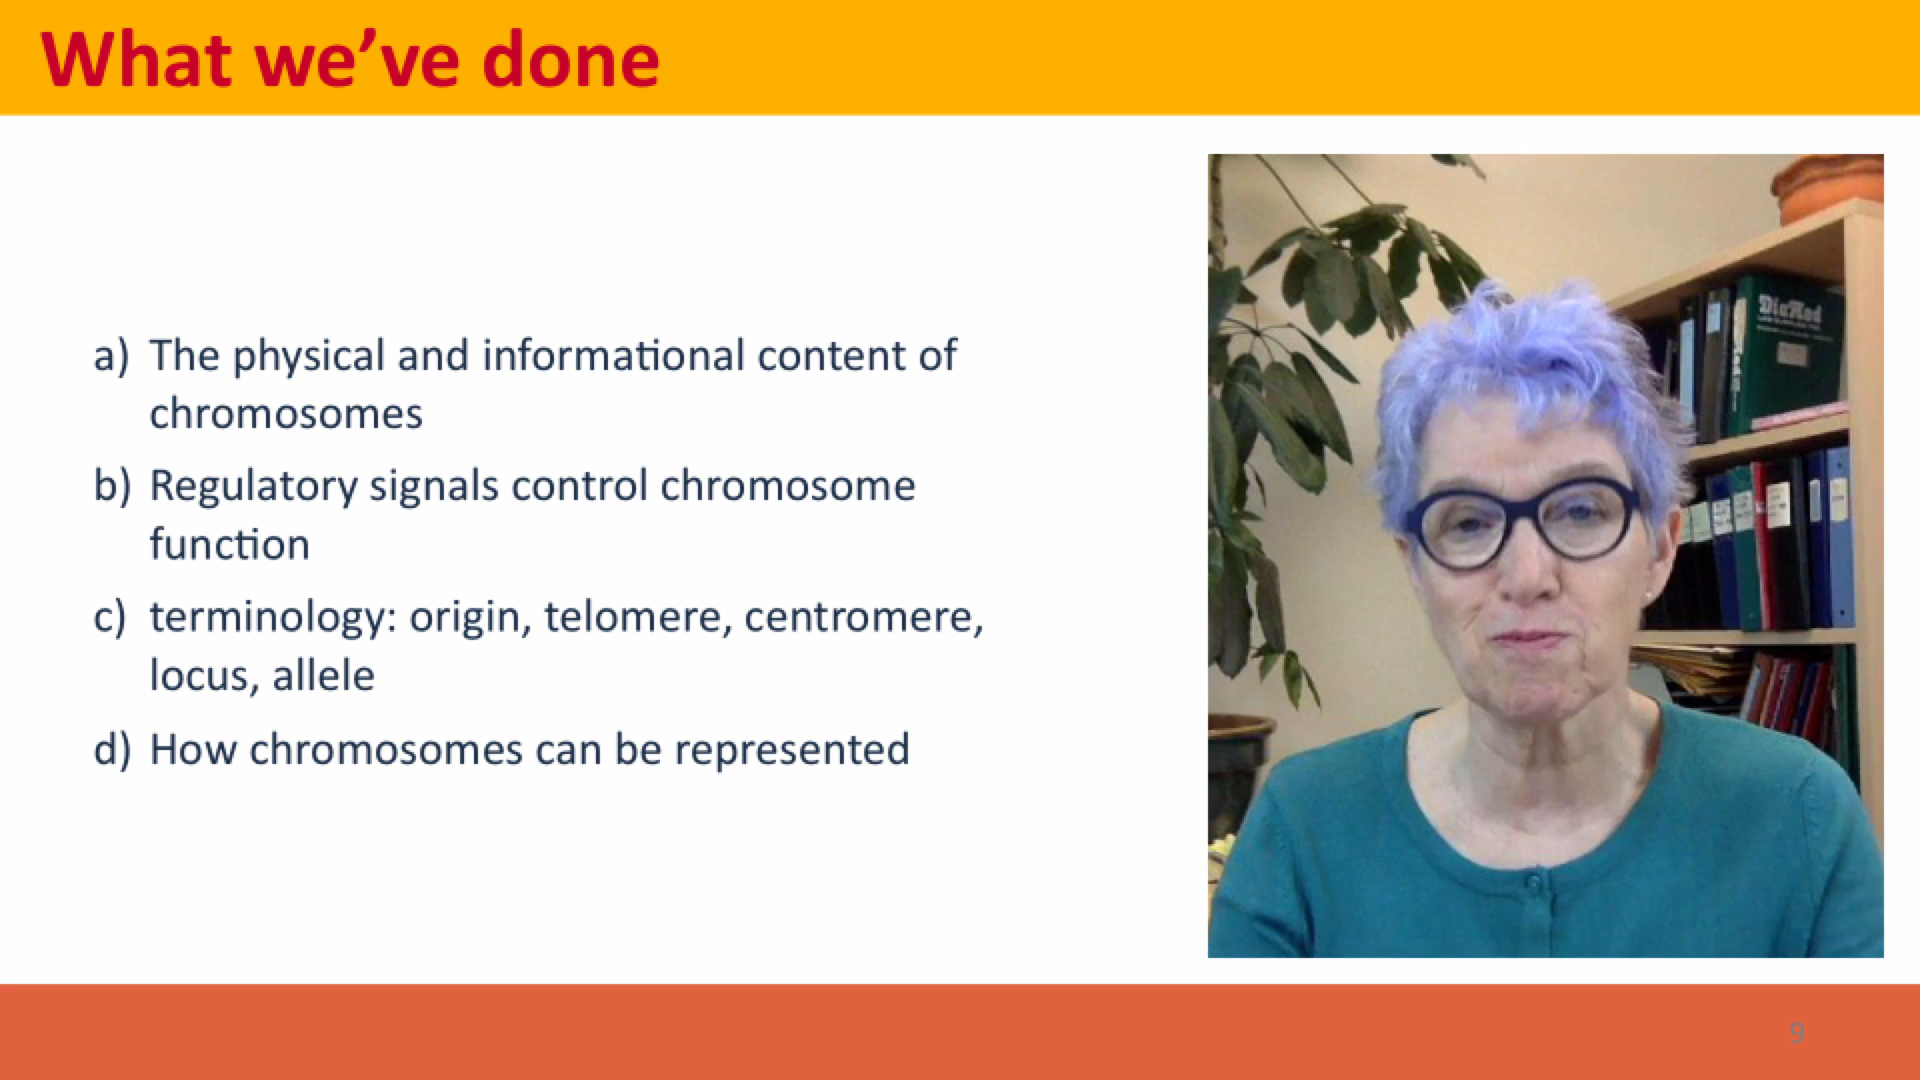 What we’ve done
a) The physical and informational content of
chromosomes
b) Regulatory signals control chromosome
function
c) terminology: origin, telomere, centromere,
locus, allele
d) How chromosomes can be represented
DiaMed
9